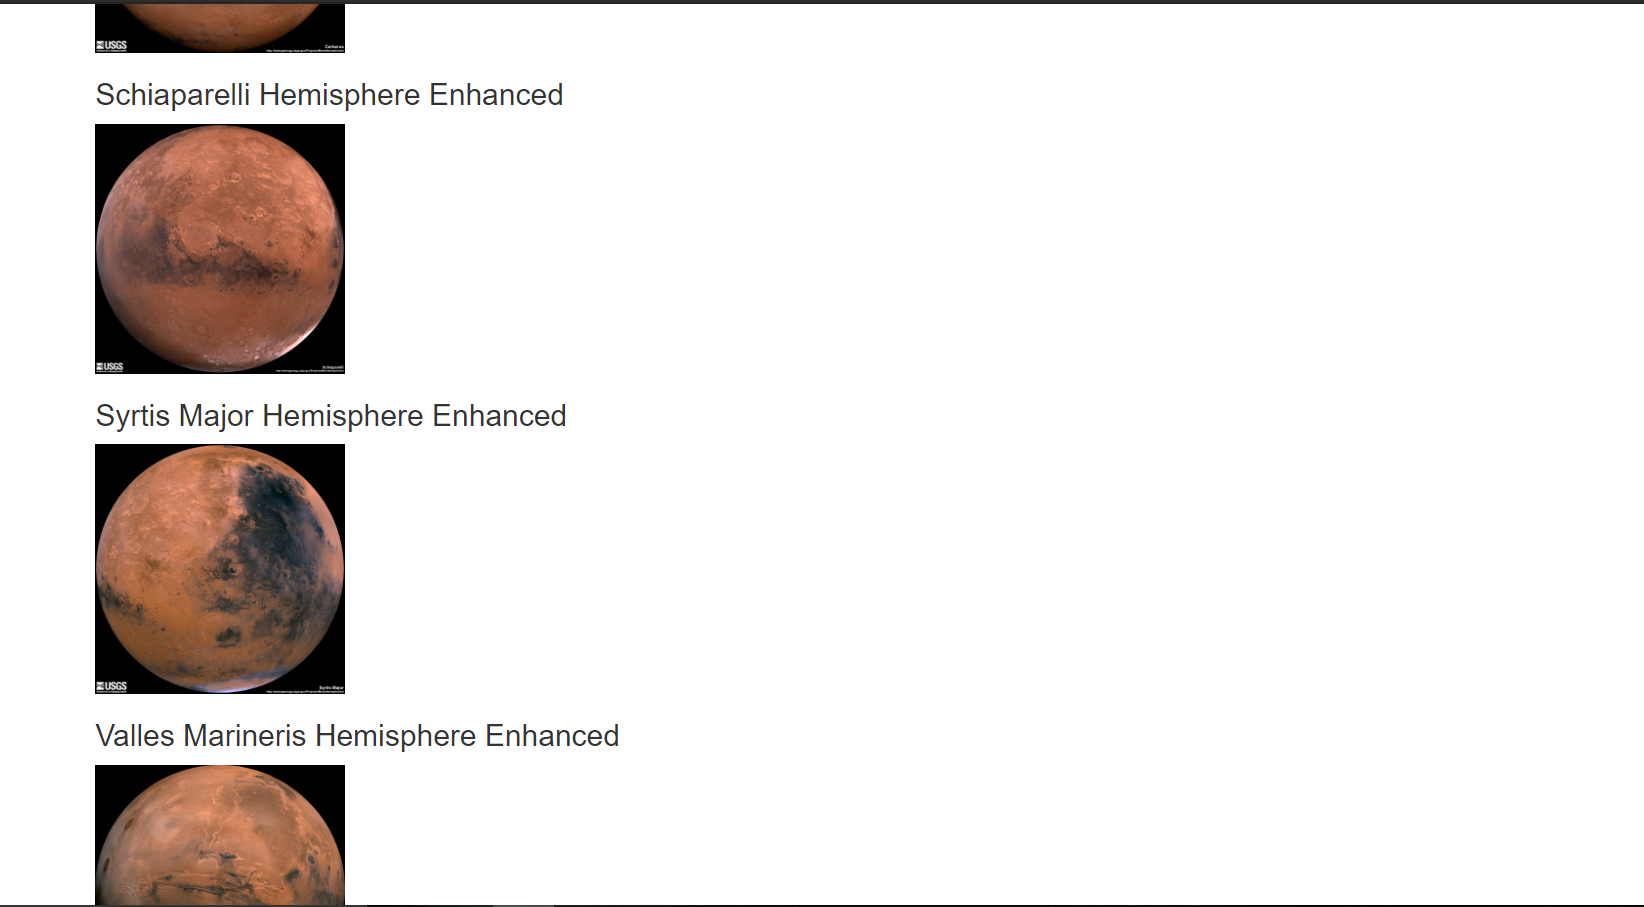 USGS
Cerberus
Schiaparelli Hemisphere Enhanced
USGS
Schiaparelli
Syrtis Major Hemisphere Enhanced
USGS
Syrtis Major
Valles Marineris Hemisphere Enhanced